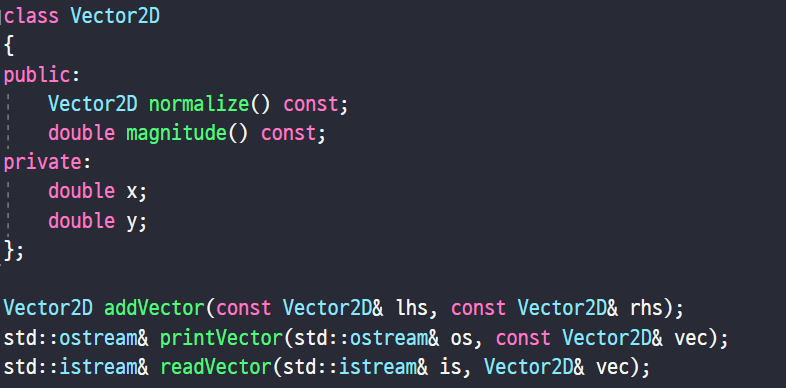 class Vector2D
{
public:
    Vector2D normalize() const;
    double magnitude() const;
private:
    double x;
    double y;
};

Vector2D addVector(const Vector2D& lhs, const Vector2D& rhs);
std::ostream& printVector(std::ostream& os, const Vector2D& vec);
std::istream& readVector(std::istream& is, Vector2D& vec);